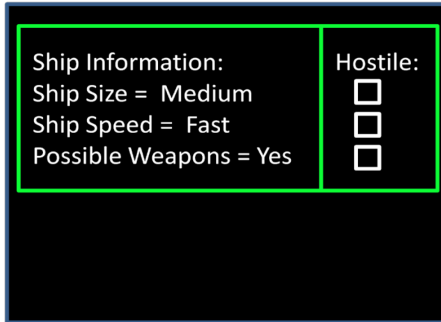 Ship Information:
Hostile:
Ship Size =  Medium
Ship Speed =  Fast
Possible Weapons = Yes